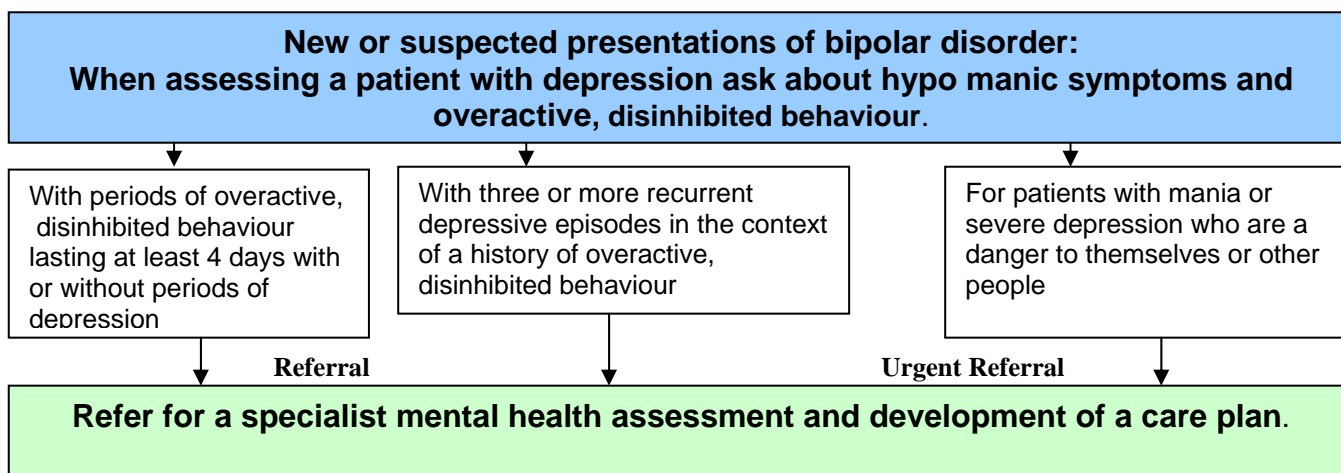 New or suspected presentations of bipolar disorder:
When assessing a patient with depression ask about hypo manic symptoms and
overactive, disinhibited behaviour.
With periods of overactive,
disinhibited behaviour
lasting at least 4 days with
or without periods of
depression
With three or more recurrent
depressive episodes in the context
of a history of overactive,
disinhibited behaviour
For patients with mania or
severe depression who are a
danger to themselves or other
people
Referral
Urgent Referral
Refer for a specialist mental health assessment and development of a care plan.